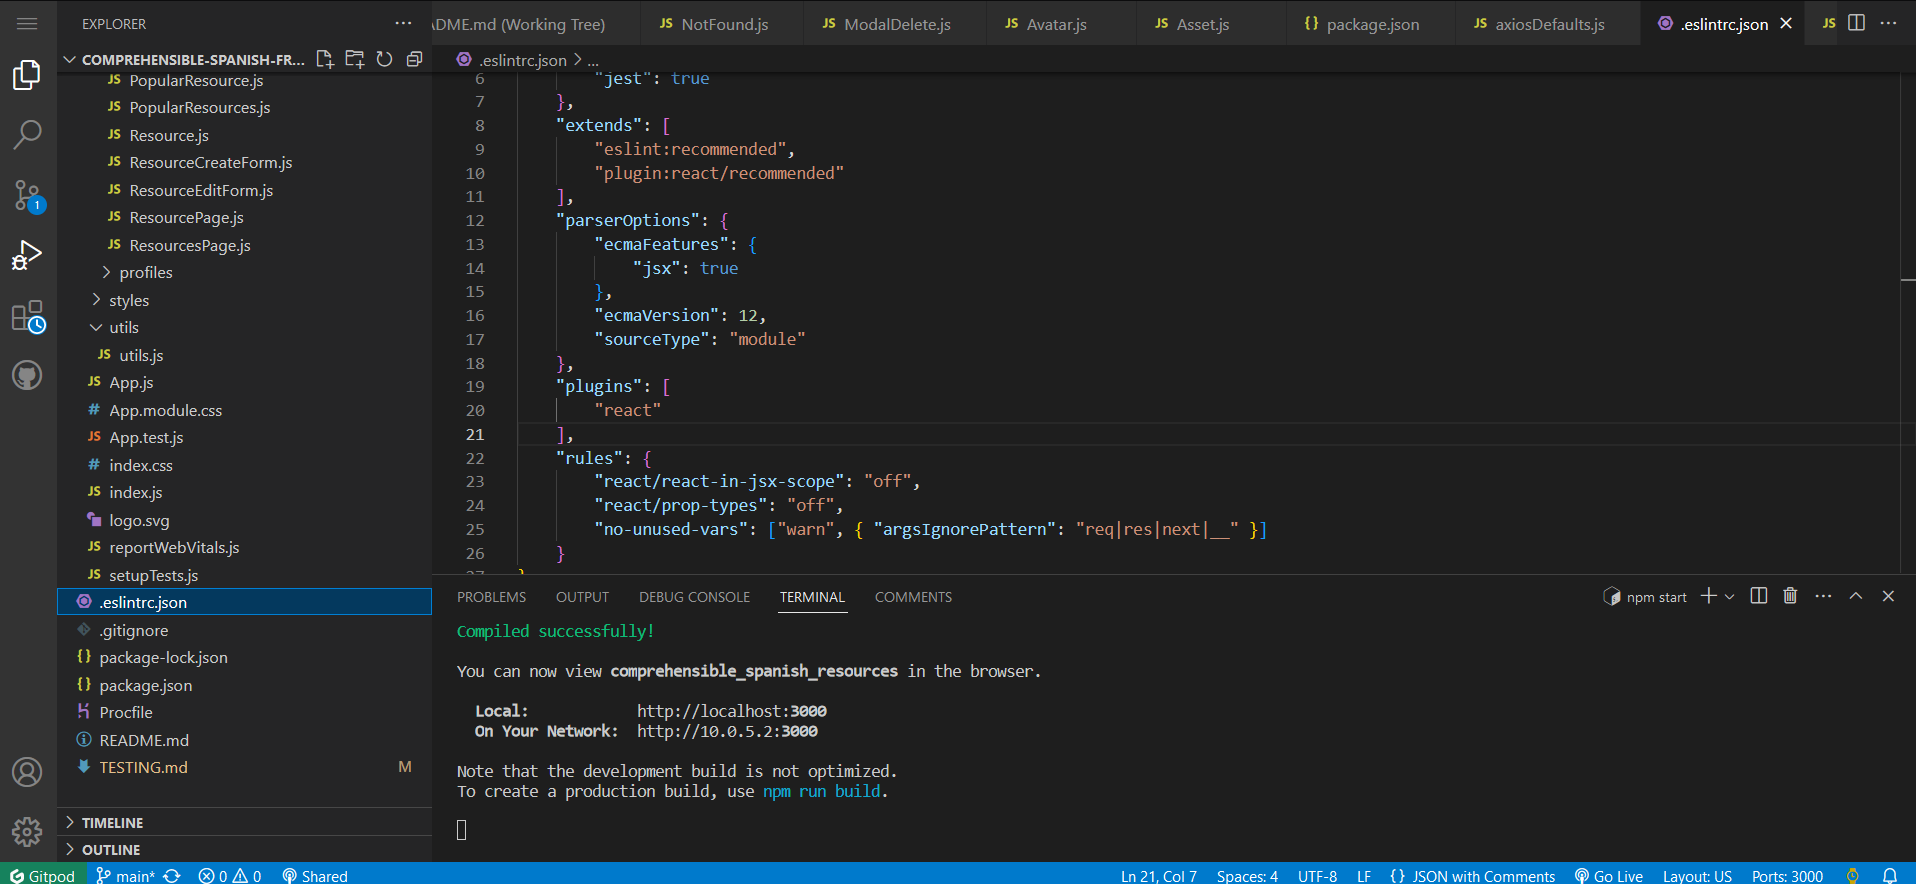 EXPLORER
COMPREHENSIBLE-SPANISH-FR...
JS PopularResource.js
JS PopularResources.js
JS Resource.js
JS ResourceCreateForm.js
JS ResourceEditForm.js
JS ResourcePage.js
JS ResourcesPage.js
profiles
styles
utils
JS utils.js
JS App.js
# App.module.css
JS App.test.js
# index.css
JS index.js
logo.svg
JS reportWebVitals.js
JS setupTests.js
.eslintrc.json
.gitignore
{} package-lock.json
{} package.json
Procfile
README.md
TESTING.md M
TIMELINE
OUTLINE
1
DME.md (Working Tree) JS NotFound.js JS ModalDelete.js JS Avatar.js JS Asset.js {} package.json JS axiosDefaults.js .eslintrc.json JS
.eslintrc.json > ...
6 "jest": true
7 },
8 "extends": [
9 "eslint:recommended",
10 "plugin:react/recommended"
11 ],
12 "parserOptions": {
13 "ecmaFeatures": {
14 "jsx": true
15 },
16 "ecmaVersion": 12,
17 "sourceType": "module"
18 },
19 "plugins": [
20 "react"
21 ],
22 "rules": {
23 "react/react-in-jsx-scope": "off",
24 "react/prop-types": "off",
25 "no-unused-vars": ["warn", { "argsIgnorePattern": "req|res|next|__" }]
26 }
27 }
PROBLEMS OUTPUT DEBUG CONSOLE TERMINAL COMMENTS npm start
Compiled successfully!
You can now view comprehensible_spanish_resources in the browser.
Local: http://localhost:3000
On Your Network: http://10.0.5.2:3000
Note that the development build is not optimized.
To create a production build, use npm run build.
Gitpod main* 0 0 Shared Ln 21, Col 7 Spaces: 4 UTF-8 LF {} JSON with Comments Go Live Layout: US Ports: 3000